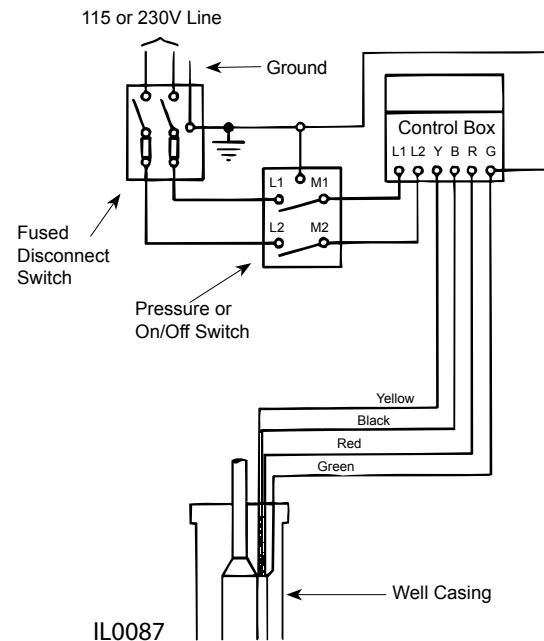 115 or 230V Line
Ground
Control Box
L1 L2 Y B R G
L1 M1
L2 M2
Fused
Disconnect
Switch
Pressure or
On/Off Switch
Yellow
Black
Red
Green
Well Casing
IL0087